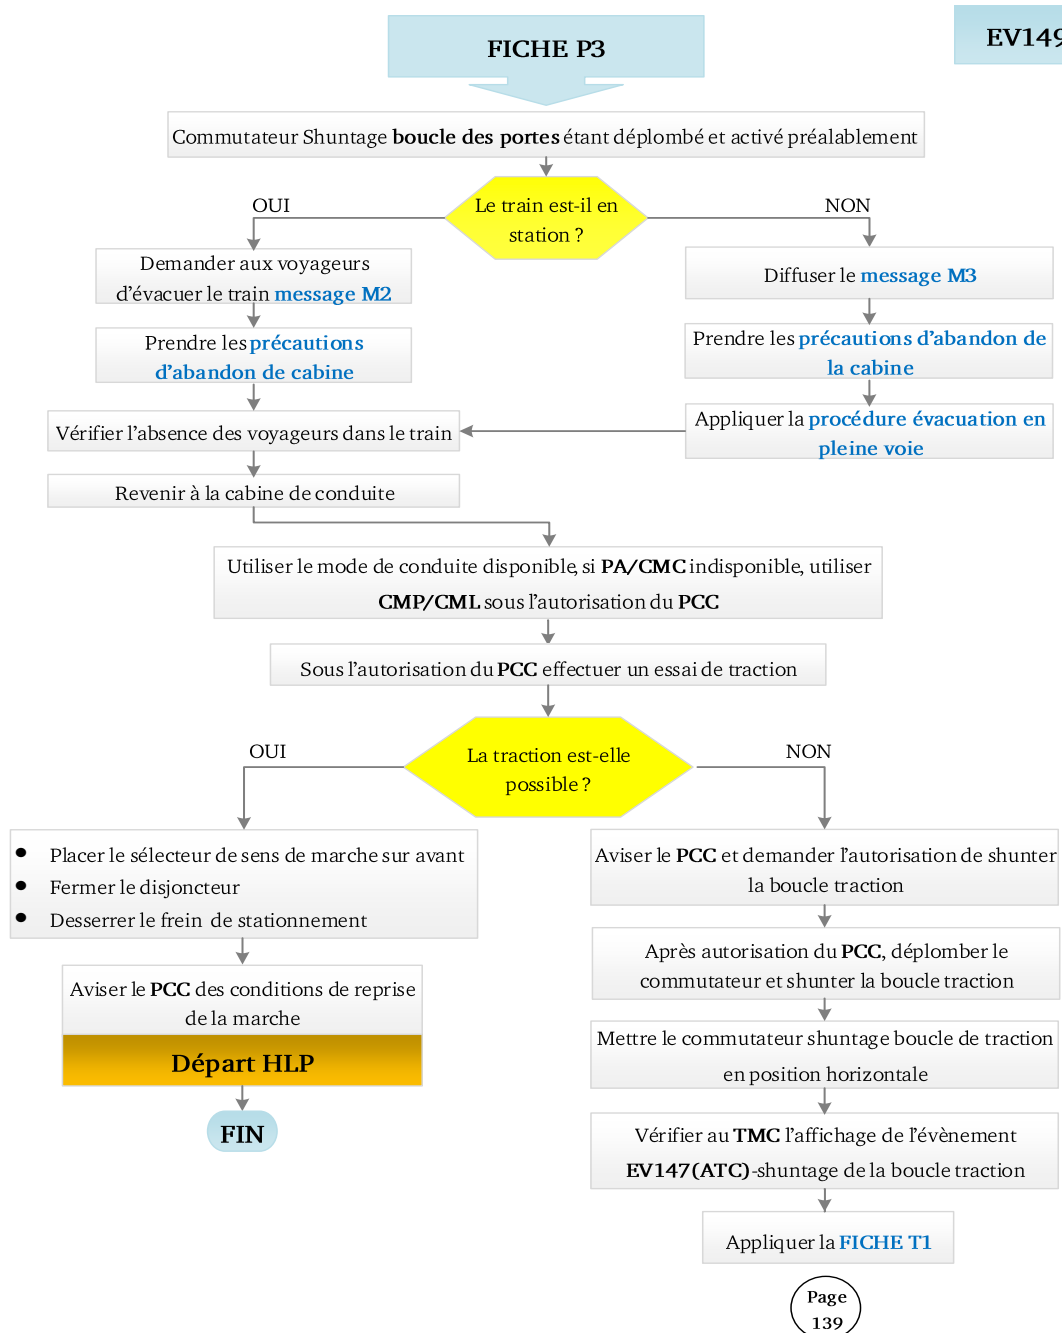 FICHE P3
EV149
Commutateur Shuntage boucle des portes étant déplombé et activé préalablement
Le train est-il en
station ?
OUI
NON
Demander aux voyageurs
d'évacuer le train message M2
Diffuser le message M3
Prendre les précautions
d'abandon de cabine
Prendre les précautions d'abandon de
la cabine
Appliquer la procédure évacuation en
pleine voie
Vérifier l'absence des voyageurs dans le train
Revenir à la cabine de conduite
Utiliser le mode de conduite disponible, si PA/CMC indisponible, utiliser
CMP/CML sous l'autorisation du PCC
Sous l'autorisation du PCC effectuer un essai de traction
La traction est-elle
possible ?
OUI
NON
• Placer le sélecteur de sens de marche sur avant
• Fermer le disjoncteur
• Desserrer le frein de stationnement
Aviser le PCC des conditions de reprise
de la marche
Départ HLP
FIN
Aviser le PCC et demander l'autorisation de shunter
la boucle traction
Après autorisation du PCC, déplomber le
commutateur et shunter la boucle traction
Mettre le commutateur shuntage boucle de traction
en position horizontale
Vérifier au TMC l'affichage de l'évènement
EV147(ATC)-shuntage de la boucle traction
Appliquer la FICHE T1
Page
139